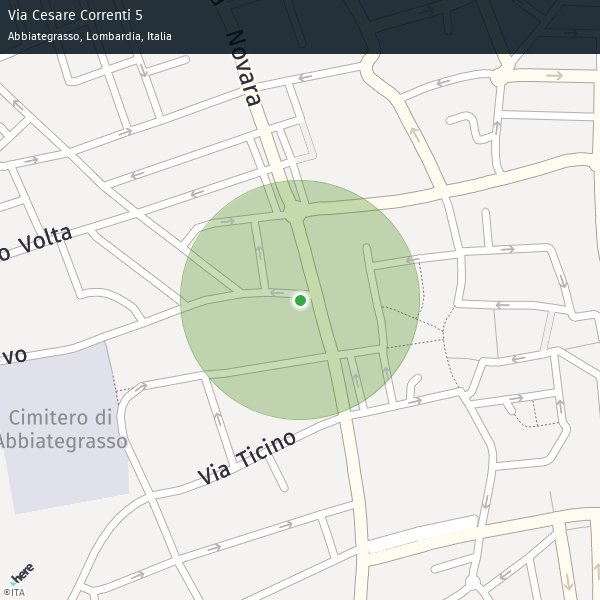 Via Cesare Correnti 5
Abbiategrasso, Lombardia, Italia
Novara
o Volta
vo
Cimitero di
Abbiategrasso
Via Ticino
here
©ITA